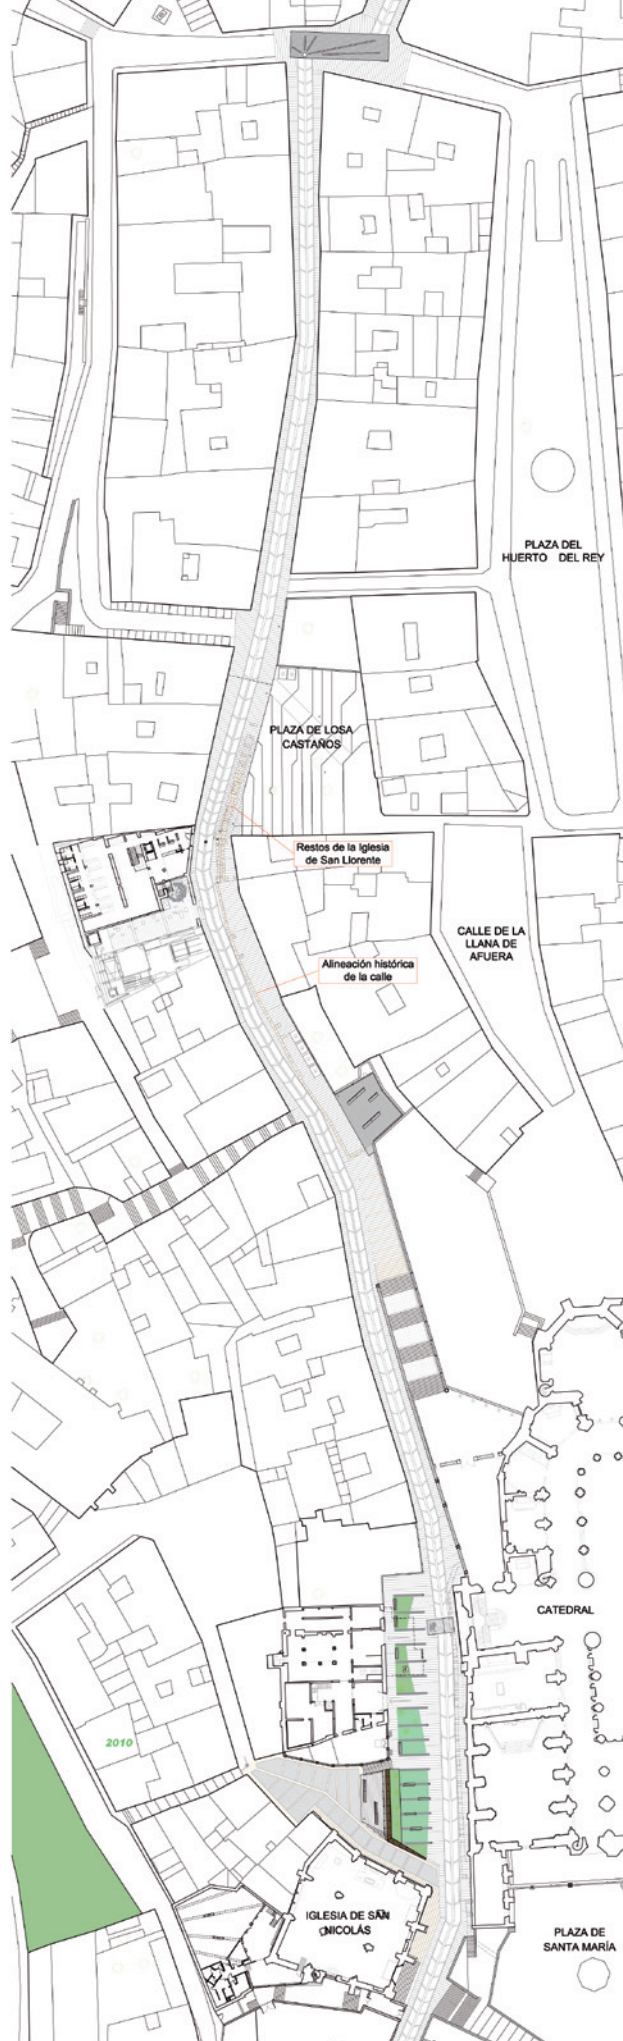 PLAZA DEL
HUERTO DEL REY
PLAZA DE LOSA
CASTAÑOS
Restos de la Iglesia
de San Llorente
CALLE DE LA
LLANA DE
AFUERA
Alineación histórica
de la calle
CATEDRAL
2010
IGLESIA DE SAN
NICOLÁS
PLAZA DE
SANTA MARÍA